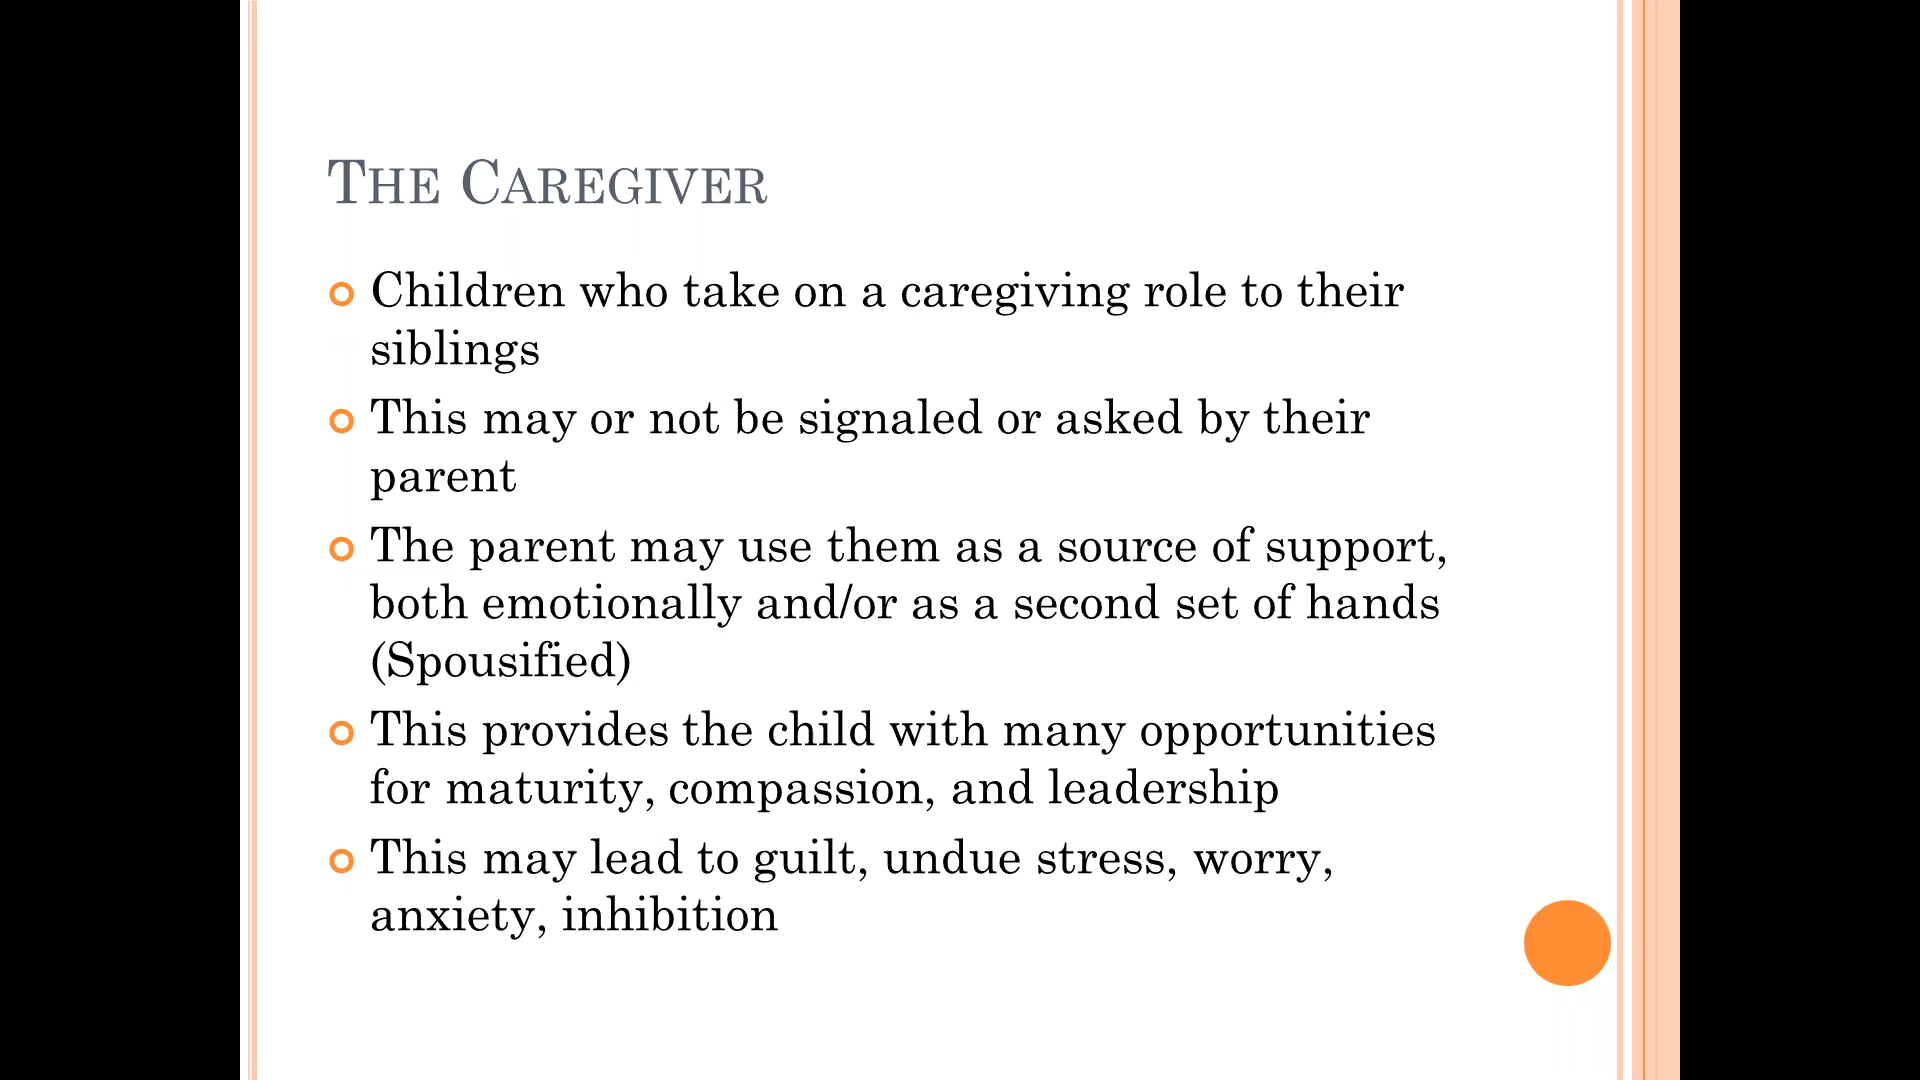 The Caregiver
Children who take on a caregiving role to their
siblings
This may or not be signaled or asked by their
parent
The parent may use them as a source of support,
both emotionally and/or as a second set of hands
(Spousified)
This provides the child with many opportunities
for maturity, compassion, and leadership
This may lead to guilt, undue stress, worry,
anxiety, inhibition